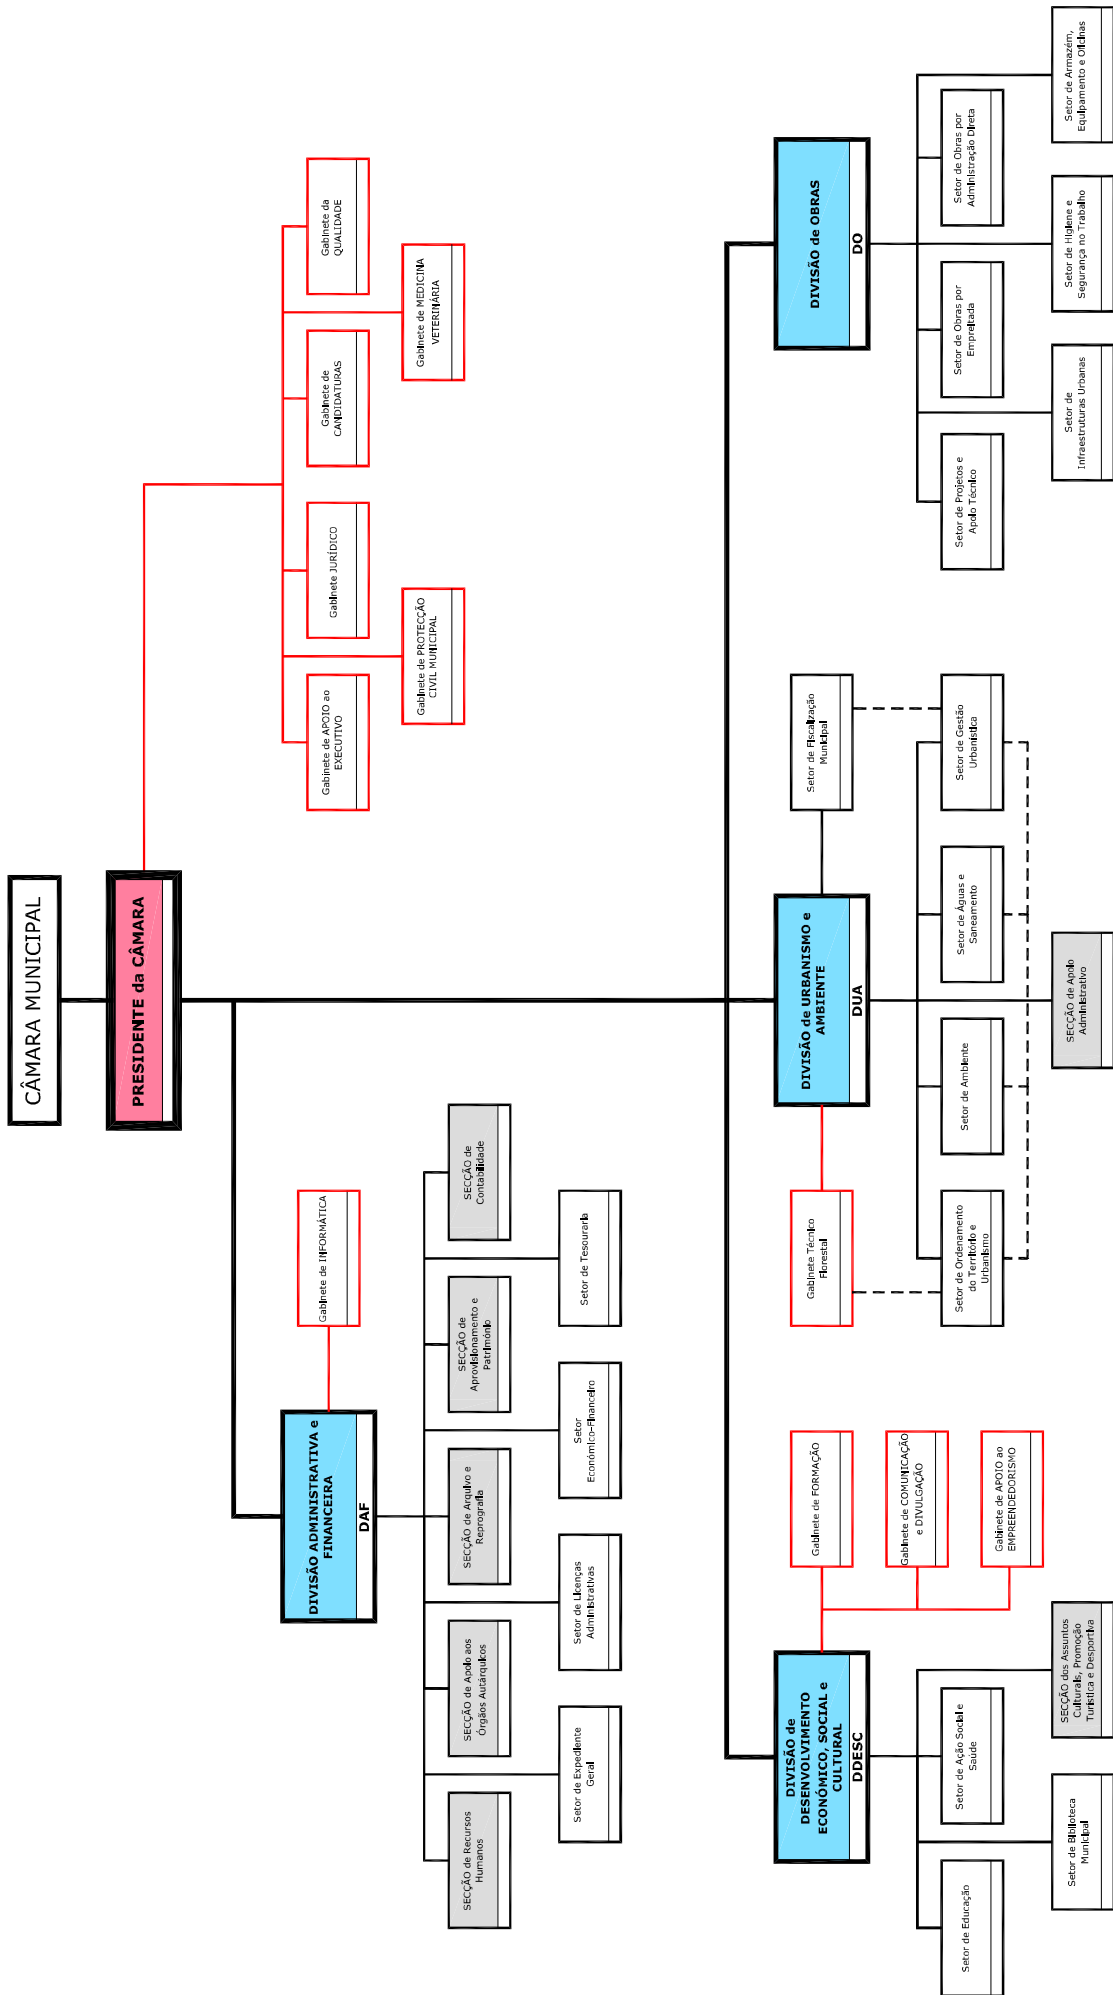 CÂMARA MUNICIPAL
PRESIDENTE da CÂMARA
Gabinete de APOIO ao
EXECUTIVO
Gabinete JURÍDICO
Gabinete de
CANDIDATURAS
Gabinete da
QUALIDADE
Gabinete de PROTECÇÃO
CIVIL MUNICIPAL
Gabinete de MEDICINA
VETERINÁRIA
DIVISÃO ADMINISTRATIVA e
FINANCEIRA
DAF
Gabinete de INFORMÁTICA
SECÇÃO de Recursos
Humanos
SECÇÃO de Apoio aos
Órgãos Autárquicos
SECÇÃO de Arquivo e
Reprografia
SECÇÃO de
Aprovisionamento e
Património
SECÇÃO de
Contabilidade
Setor de Expediente
Geral
Setor de Licenças
Administrativas
Setor
Económico-Financeiro
Setor de Tesouraria
DIVISÃO de
DESENVOLVIMENTO
ECONÓMICO, SOCIAL e
CULTURAL
DDESC
Gabinete de FORMAÇÃO
Gabinete de COMUNICAÇÃO
e DIVULGAÇÃO
Gabinete de APOIO ao
EMPREENDEDORISMO
Setor de Educação
Setor de Ação Social e
Saúde
Setor de Biblioteca
Municipal
SECÇÃO dos Assuntos
Culturais, Promoção
Turística e Desportiva
DIVISÃO de URBANISMO e
AMBIENTE
DUA
Gabinete Técnico
Florestal
Setor de Fiscalização
Municipal
Setor de Ordenamento
do Território e
Urbanismo
Setor de Ambiente
Setor de Águas e
Saneamento
Setor de Gestão
Urbanística
SECÇÃO de Apoio
Administrativo
DIVISÃO de OBRAS
DO
Setor de Projetos e
Apoio Técnico
Setor de Obras por
Empreitada
Setor de Obras por
Administração Direta
Setor de
Infraestruturas Urbanas
Setor de Higiene e
Segurança no Trabalho
Setor de Armazém,
Equipamento e Oficinas